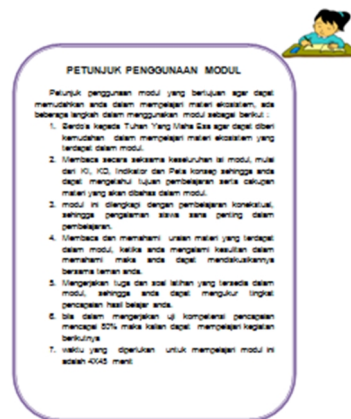 PETUNJUK PENGGUNAAN MODUL
Petunjuk penggunaan modul yang bertujuan agar dapat
memudahkan anda dalam mempelajari materi ekosistem, ada
beberapa langkah dalam menggunakan modul sebagai berikut :
1. Berdo'a kepada Tuhan Yang Maha Esa agar dapat diberi
kemudahan dalam mempelajari materi ekosistem yang
terdapat dalam modul.
2. Membaca secara seksama keseluruhan isi modul, mulai
dari KI, KD, Indikator dan Peta konsep sehingga anda
dapat mengetahui tujuan pembelajaran serta cakupan
materi yang akan dibahas dalam modul.
3. modul ini dilengkapi dengan pembelajaran konekstual,
sehingga pengalaman siswa sana penting dalam
pembelajaran.
4. Membaca dan memahami uraian materi yang terdapat
dalam modul, ketika anda mengalami kesulitan dalam
memahami maka anda dapat mendiskusikannya
bersama teman anda.
5. Mengerjakan tuga dan soal latihan yang tersedia dalam
modul, sehingga anda dapat mengukur tingkat
pencapaian hasil belajar anda.
6. bila dalam mengerjakan uji kompetensi pencapaian
mencapai 80% maka kalian dapat mempelajari kegiatan
berikutnya
7. waktu yang diperlukan untuk mempelajari modul ini
adalah 4X45 menit